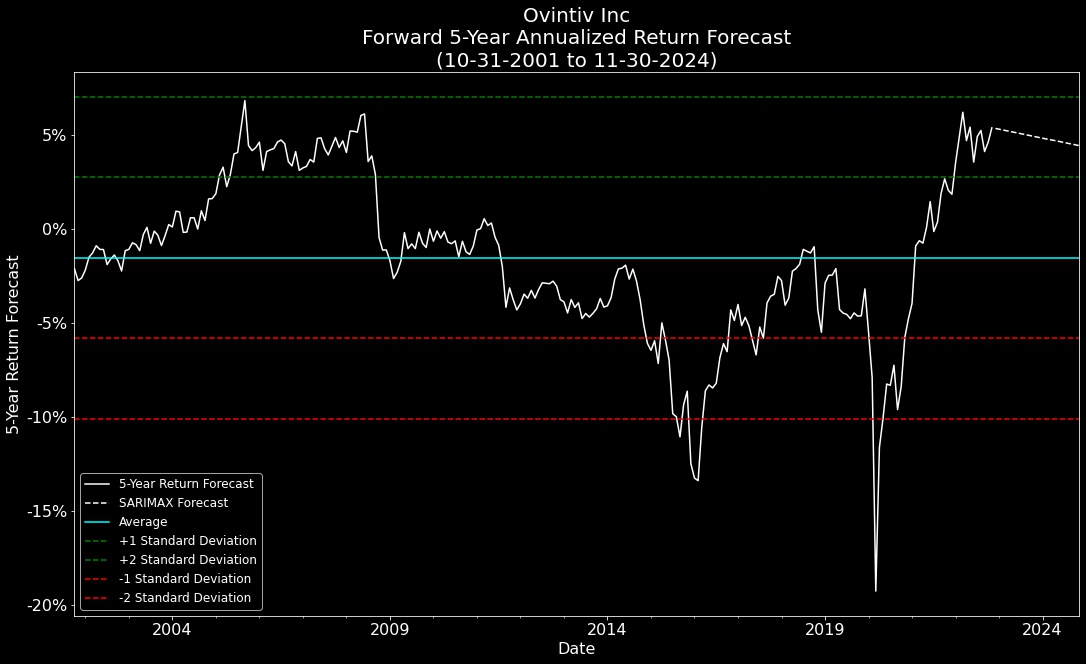 Ovintiv Inc
Forward 5-Year Annualized Return Forecast
(10-31-2001 to 11-30-2024)
5-Year Return Forecast
5%
0%
-5%
-10%
-15%
-20%
5-Year Return Forecast
SARIMAX Forecast
Average
+1 Standard Deviation
+2 Standard Deviation
-1 Standard Deviation
-2 Standard Deviation
2004
2009
2014
2019
2024
Date